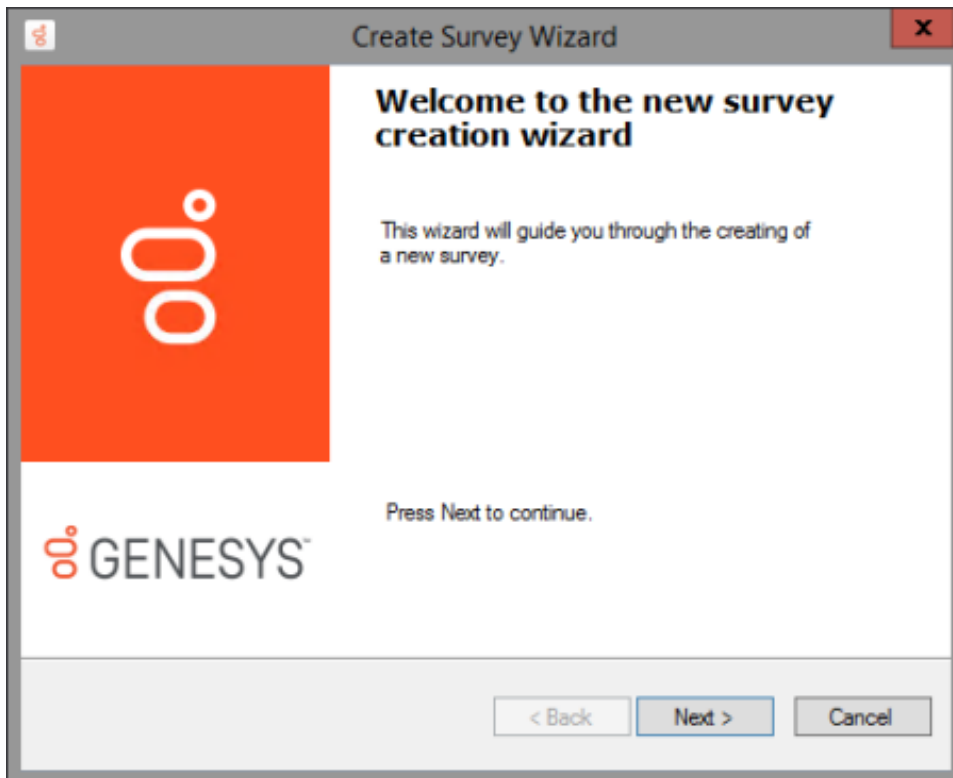 Create Survey Wizard
x
Welcome to the new survey
creation wizard
This wizard will guide you through the creating of
a new survey.
Press Next to continue.
GENESYS™
< Back
Next >
Cancel